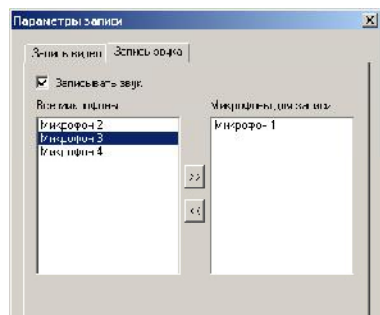 Параметры записи
Запись видео Запись звука
Записывать звук
Все микрофоны Микрофоны для записи
Микрофон 2 Микрофон 1
Микрофон 3
Микрофон 4
>>
<<